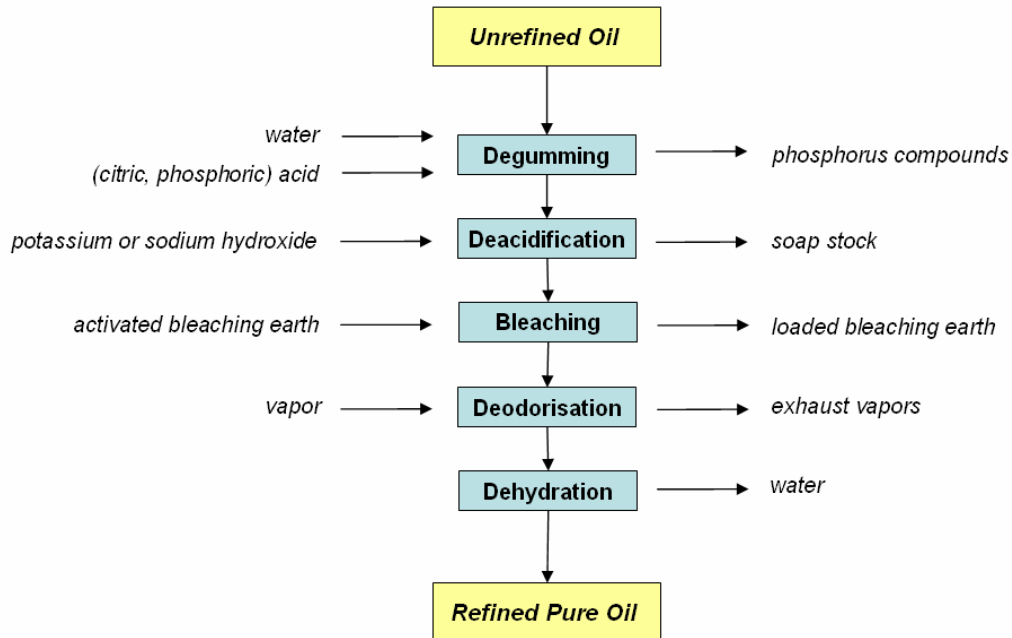 Unrefined Oil
water
(citric, phosphoric) acid
Degumming
phosphorus compounds
potassium or sodium hydroxide
Deacidification
soap stock
activated bleaching earth
Bleaching
loaded bleaching earth
vapor
Deodorisation
exhaust vapors
Dehydration
water
Refined Pure Oil